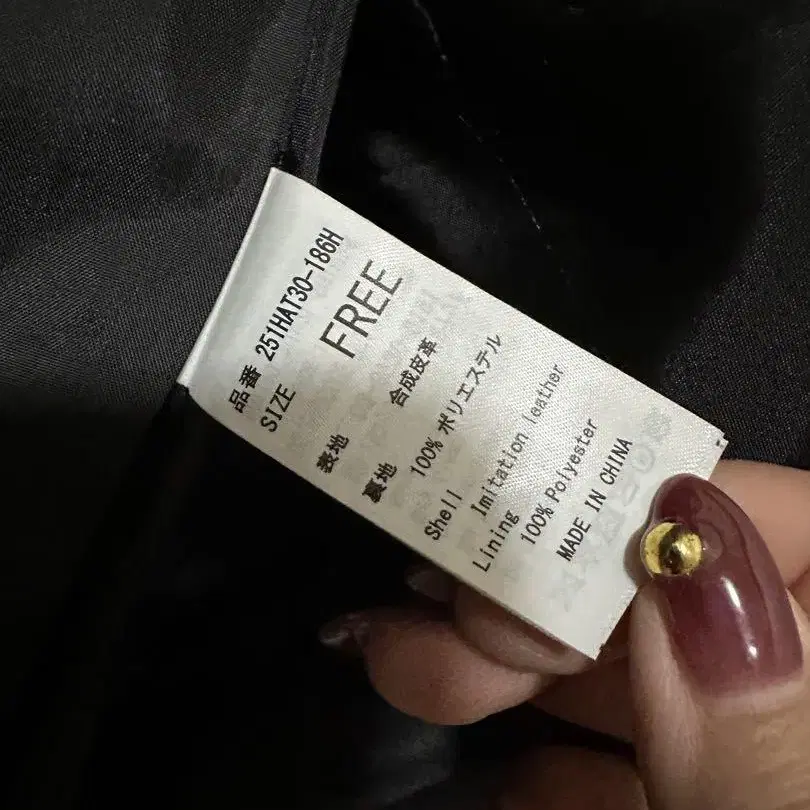 品番 251HAT30-186H
SIZE FREE
表地 合成皮革
裏地 100% ポリエステル
Shell
Imitation leather
Lining
100% Polyester
MADE IN CHINA